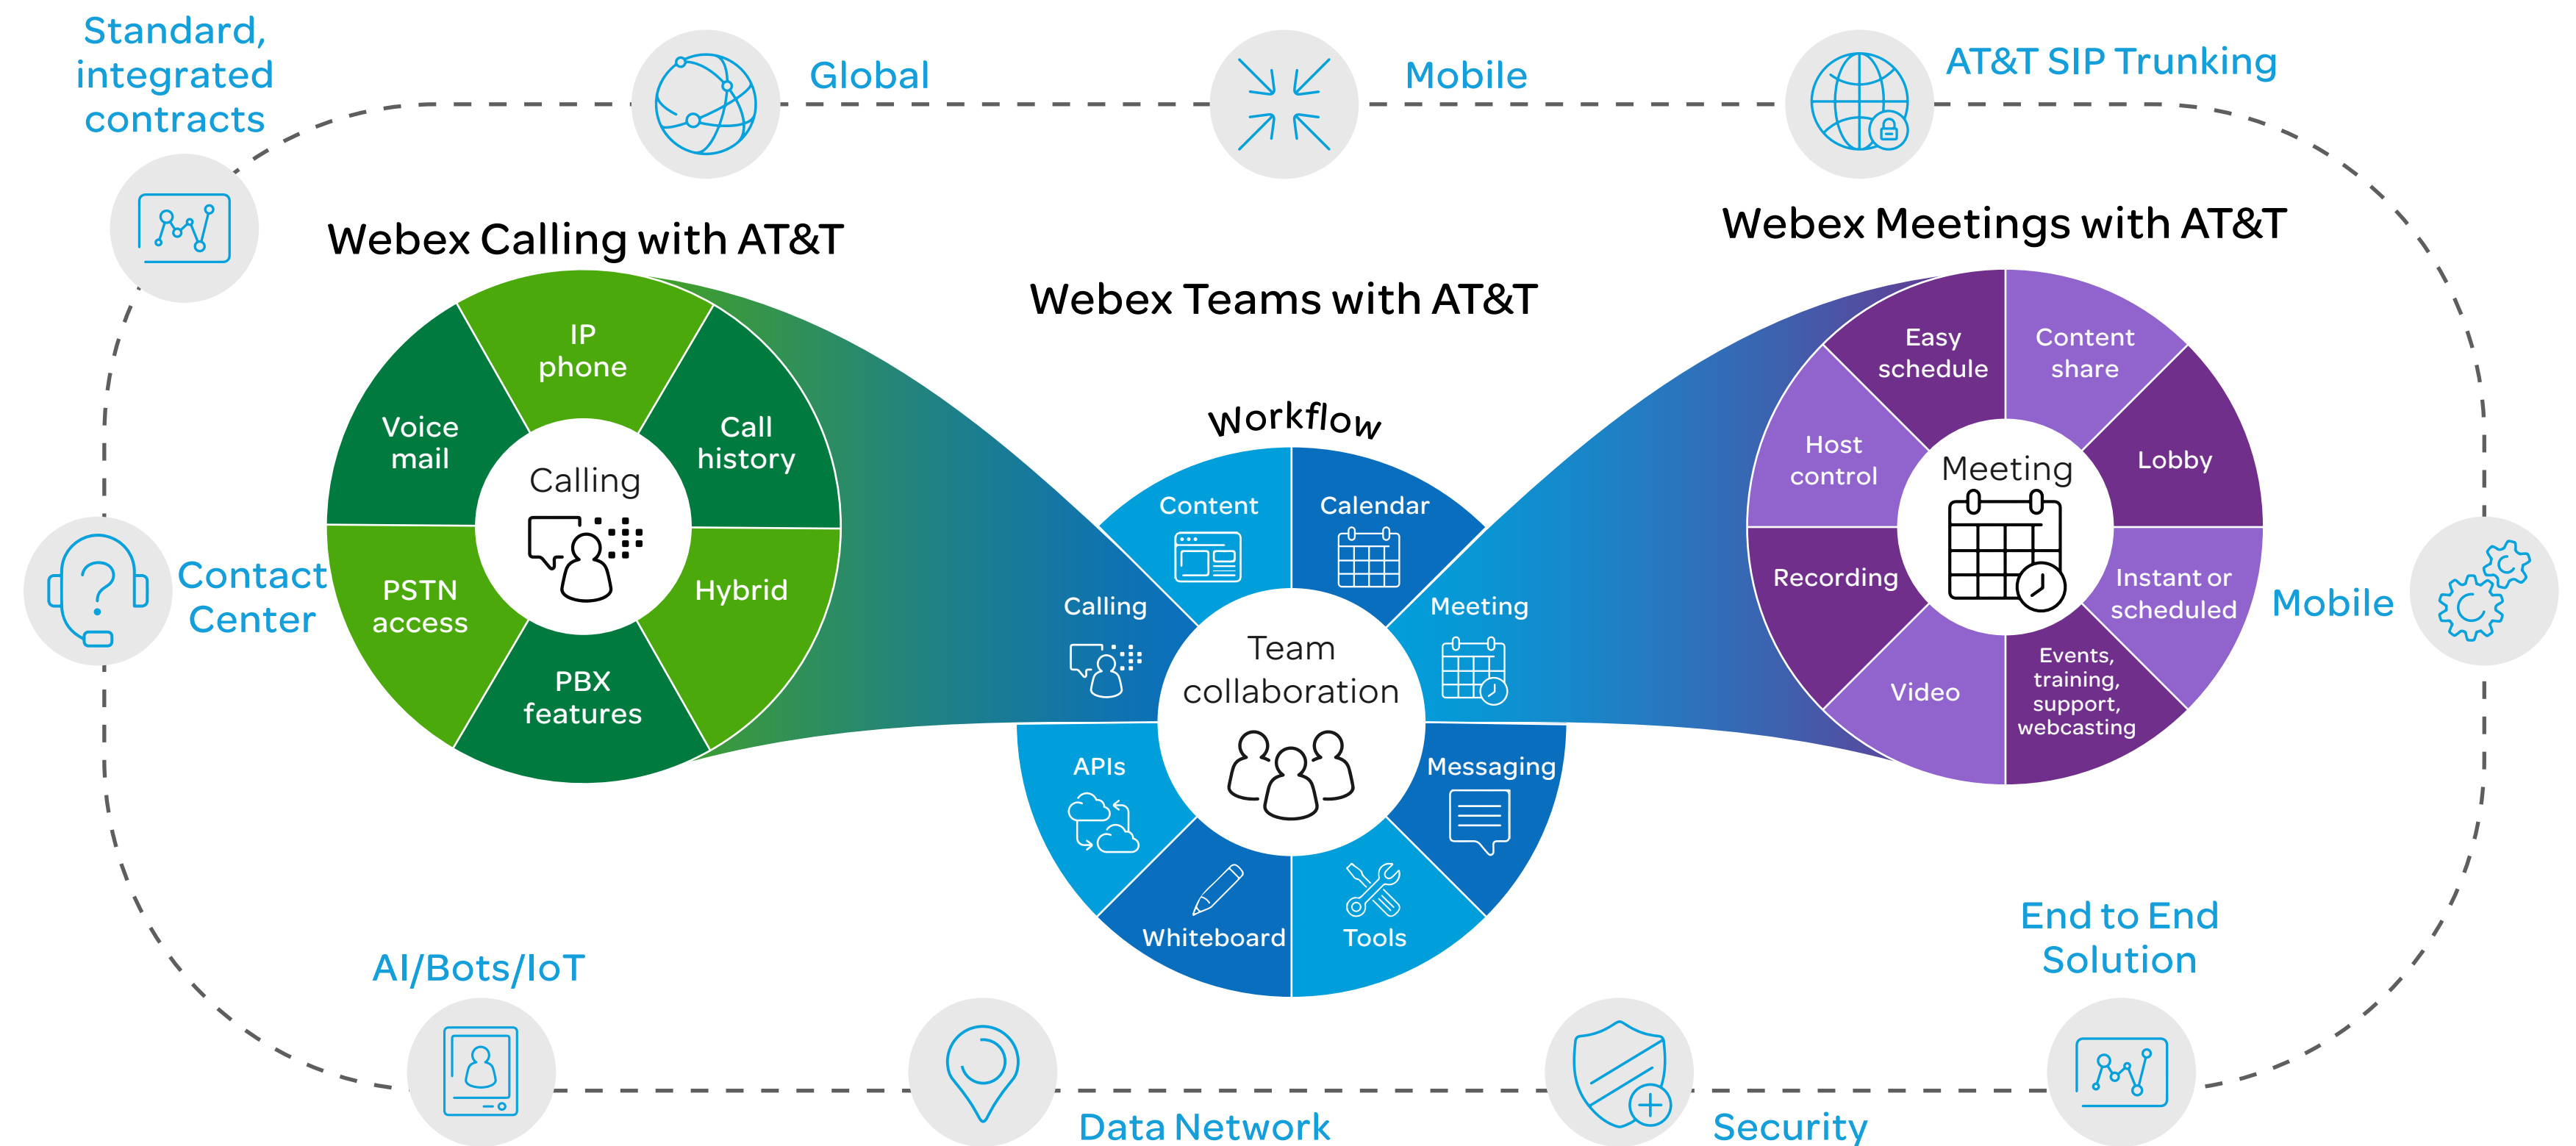 Standard,
integrated
contracts
Global
Mobile
AT&T SIP Trunking
Webex Calling with AT&T
Webex Teams with AT&T
Webex Meetings with AT&T
IP
phone
Call
history
Hybrid
PBX
features
PSTN
access
Voice
mail
Calling
Workflow
Content
Calendar
Calling
Meeting
Team
collaboration
APIs
Messaging
Whiteboard
Tools
Easy
schedule
Content
share
Host
control
Lobby
Meeting
Recording
Instant or
scheduled
Video
Events,
training,
support,
webcasting
Contact
Center
Mobile
AI/Bots/IoT
Data Network
Security
End to End
Solution